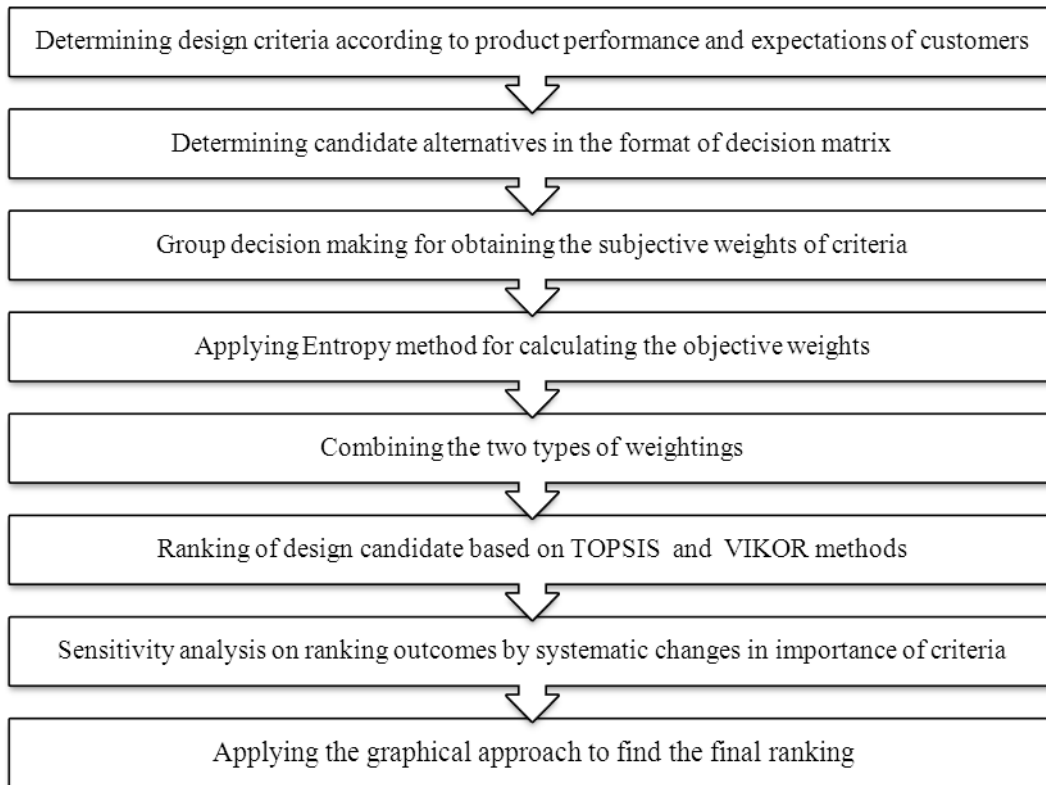 Determining design criteria according to product performance and expectations of customers
Determining candidate alternatives in the format of decision matrix
Group decision making for obtaining the subjective weights of criteria
Applying Entropy method for calculating the objective weights
Combining the two types of weightings
Ranking of design candidate based on TOPSIS and VIKOR methods
Sensitivity analysis on ranking outcomes by systematic changes in importance of criteria
Applying the graphical approach to find the final ranking